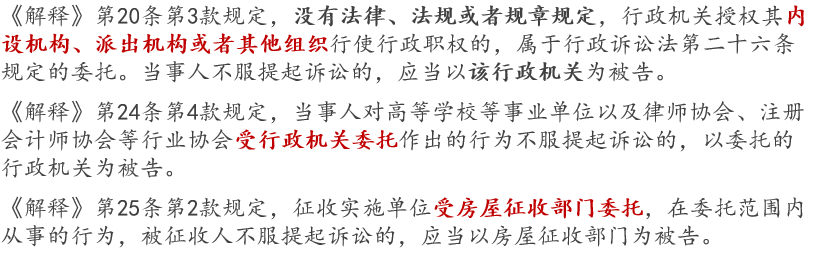 《解释》第20条第3款规定，没有法律、法规或者规章规定，行政机关授权其内
设机构、派出机构或者其他组织行使行政职权的，属于行政诉讼法第二十六条
规定的委托。当事人不服提起诉讼的，应当以该行政机关为被告。
《解释》第24条第4款规定，当事人对高等学校等事业单位以及律师协会、注册
会计师协会等行业协会受行政机关委托作出的行为不服提起诉讼的，以委托的
行政机关为被告。
《解释》第25条第2款规定，征收实施单位受房屋征收部门委托，在委托范围内
从事的行为，被征收人不服提起诉讼的，应当以房屋征收部门为被告。